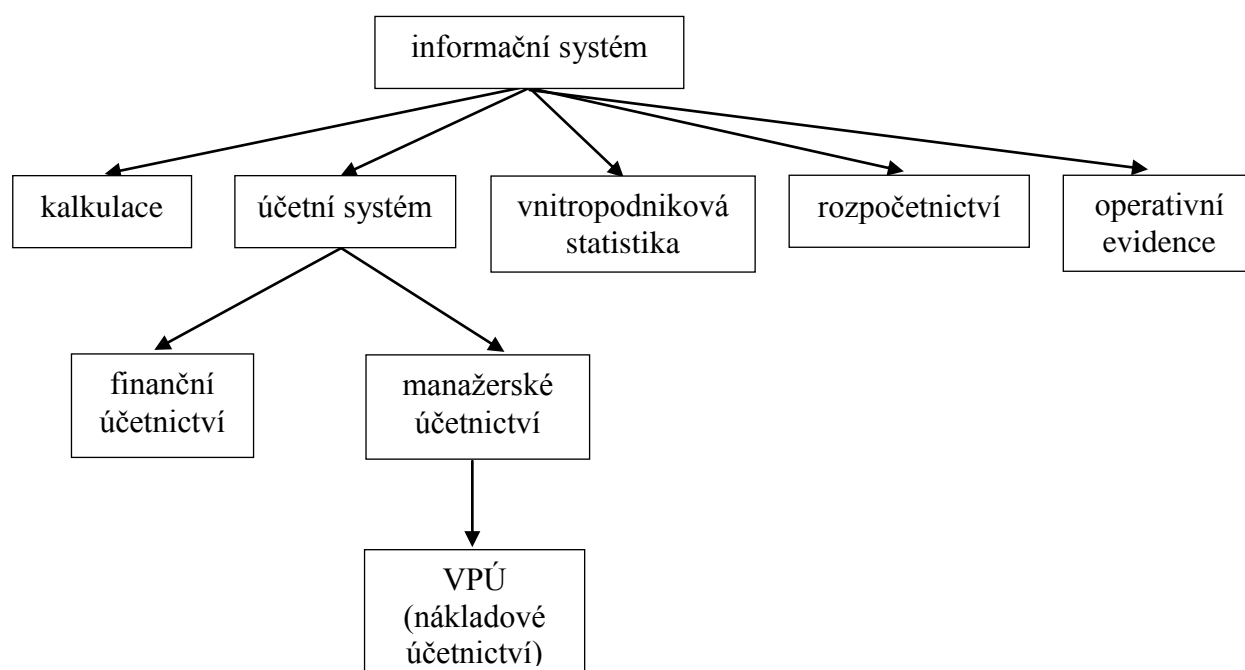 informační systém
kalkulace
účetní systém
vnitropodniková
statistika
rozpočetnictví
operativní
evidence
finanční
účetnictví
manažerské
účetnictví
VPÚ
(nákladové
účetnictví)